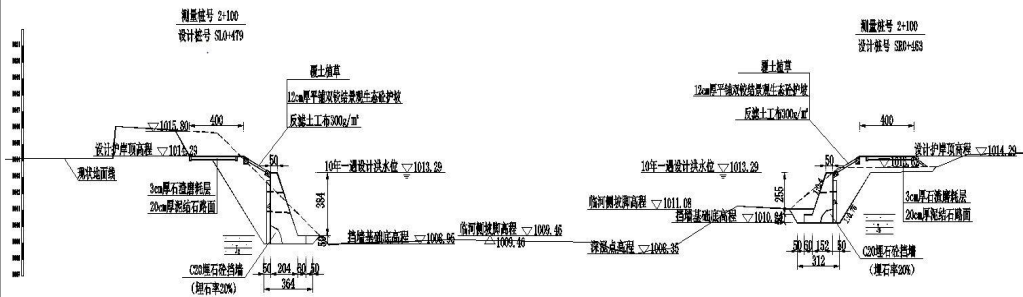 测量桩号 2+100
设计桩号 SL0+479
覆土植草
12cm厚平铺双铰结景观生态砼护坡
反滤土工布300g/㎡
1015.80
400
设计护岸顶高程 1014.29
现状地面线
50
10年一遇设计洪水位 1013.29
3cm厚石渣磨耗层
20cm厚泥结石路面
384
50
挡墙基础底高程 1008.95
临河侧坡脚高程 1009.46
1009.46
C20埋石砼挡墙
(埋石率20%)
50 204 60 50
364
测量桩号 2+100
设计桩号 SR0+463
覆土植草
12cm厚平铺双铰结景观生态砼护坡
反滤土工布300g/㎡
400
设计护岸顶高程 1014.29
50
10年一遇设计洪水位 1013.29
255
临河侧坡脚高程 1011.08
挡墙基础底高程
深泓点高程
3cm厚石渣磨耗层
20cm厚泥结石路面
C20埋石砼挡墙
(埋石率20%)
50 60 152 50
312